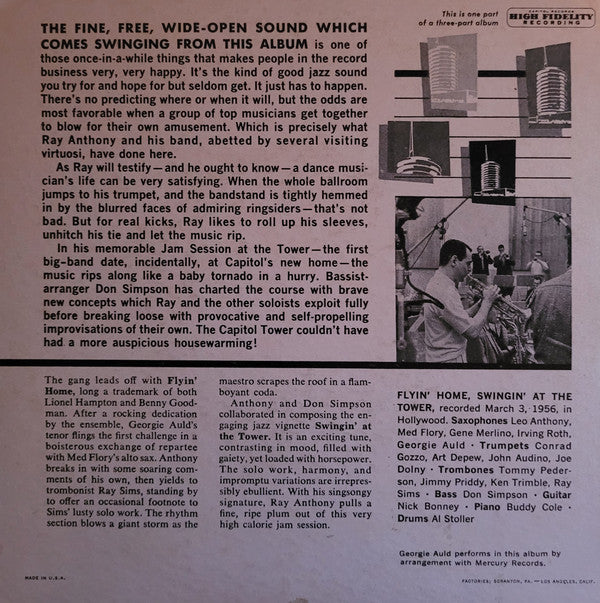 This is one part
of a three-part album
CAPITOL RECORDS
HIGH FIDELITY
RECORDING
THE FINE, FREE, WIDE-OPEN SOUND WHICH
COMES SWINGING FROM THIS ALBUM is one of
those once-in-a-while things that makes people in the record
business very, very happy. It's the kind of good jazz sound
you try for and hope for but seldom get. It just has to happen.
There's no predicting where or when it will, but the odds are
most favorable when a group of top musicians get together
to blow for their own amusement. Which is precisely what
Ray Anthony and his band, abetted by several visiting
virtuosi, have done here.
As Ray will testify—and he ought to know—a dance musi-
cian's life can be very satisfying. When the whole ballroom
jumps to his trumpet, and the bandstand is tightly hemmed
in by the blurred faces of admiring ringsiders—that's not
bad. But for real kicks, Ray likes to roll up his sleeves,
unhitch his tie and let the music rip.
In his memorable Jam Session at the Tower—the first
big-band date, incidentally, at Capitol's new home—the
music rips along like a baby tornado in a hurry. Bassist-
arranger Don Simpson has charted the course with brave
new concepts which Ray and the other soloists exploit fully
before breaking loose with provocative and self-propelling
improvisations of their own. The Capitol Tower couldn't have
had a more auspicious housewarming!
The gang leads off with Flyin'
Home, long a trademark of both
Lionel Hampton and Benny Good-
man. After a rocking dedication
by the ensemble, Georgie Auld's
tenor flings the first challenge in a
boisterous exchange of repartee
with Med Flory's alto sax. Anthony
breaks in with some soaring com-
ments of his own, then yields to
trombonist Ray Sims, standing by
to offer an occasional footnote to
Sims' lusty solo work. The rhythm
section blows a giant storm as the
maestro scrapes the roof in a flam-
boyant coda.
Anthony and Don Simpson
collaborated in composing the en-
gaging jazz vignette Swingin' at
the Tower. It is an exciting tune,
contrasting in mood, filled with
gaiety, yet loaded with horsepower.
The solo work, harmony, and
impromptu variations are irrepres-
sibly ebullient. With his singsongy
signature, Ray Anthony pulls a
fine, ripe plum out of this very
high calorie jam session.
FLYIN' HOME, SWINGIN' AT THE
TOWER, recorded March 3, 1956, in
Hollywood. Saxophones Leo Anthony,
Med Flory, Gene Merlino, Irving Roth,
Georgie Auld · Trumpets Conrad
Gozzo, Art Depew, John Audino, Joe
Dolny · Trombones Tommy Peder-
son, Jimmy Priddy, Ken Trimble, Ray
Sims · Bass Don Simpson · Guitar
Nick Bonney · Piano Buddy Cole ·
Drums Al Stoller
Georgie Auld performs in this album by
arrangement with Mercury Records.
MADE IN U.S.A.
FACTORIES: SCRANTON, PA. — LOS ANGELES, CALIF.